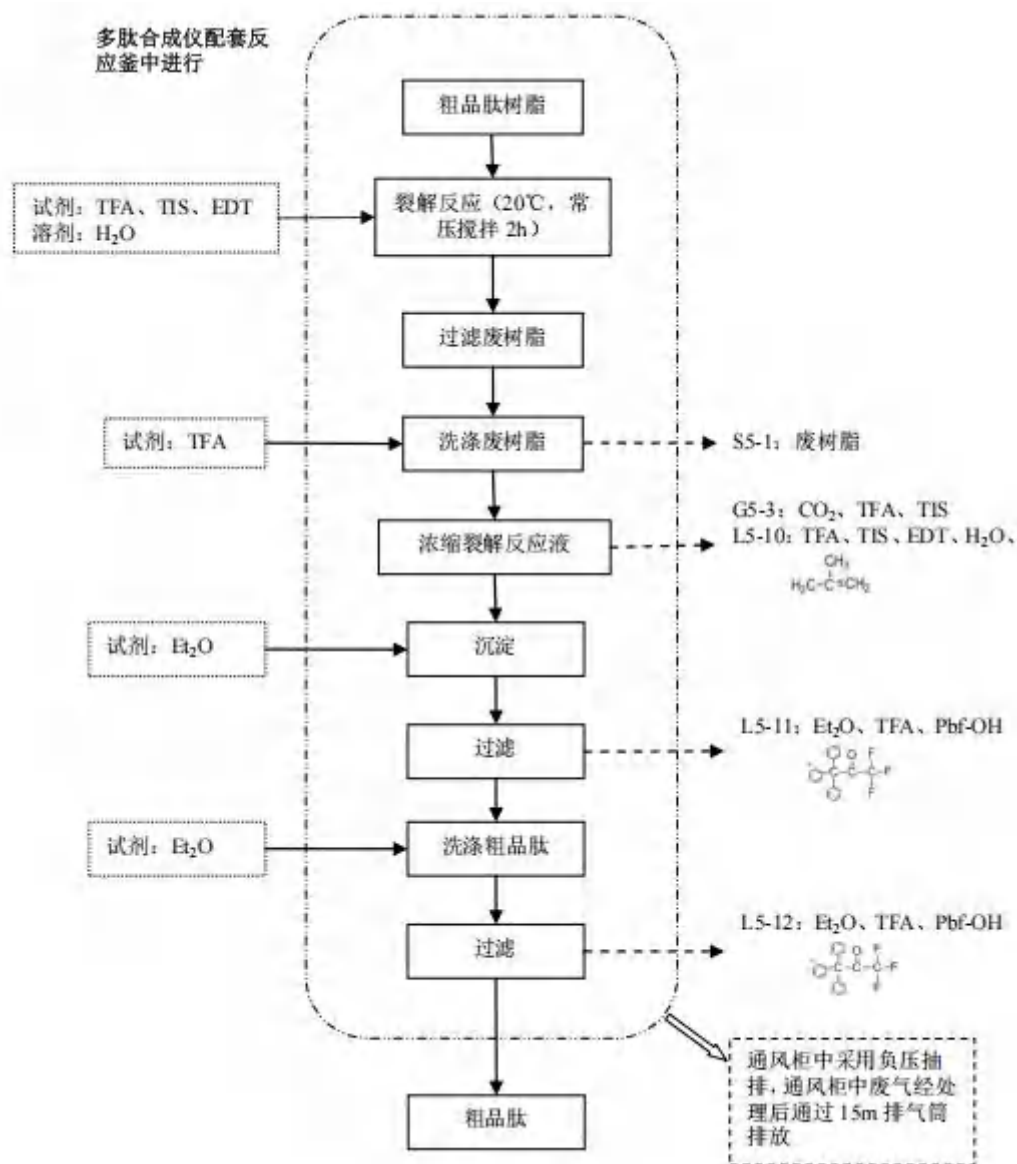 多肽合成仪配套反
应釜中进行
粗品肽树脂
试剂：TFA、TIS、EDT
溶剂：H₂O
裂解反应（20℃，常
压搅拌 2h）
过滤废树脂
试剂：TFA
洗涤废树脂
S5-1：废树脂
浓缩裂解反应液
G5-3：CO₂、TFA、TIS
L5-10：TFA、TIS、EDT、H₂O、
CH₃
H₃C-C=CH₂
试剂：Et₂O
沉淀
过滤
L5-11：Et₂O、TFA、Pbf-OH
O F
C-C-C-F
F
试剂：Et₂O
洗涤粗品肽
过滤
L5-12：Et₂O、TFA、Pbf-OH
O F
C-C-C-F
F
通风柜中采用负压抽
排，通风柜中废气经处
理后通过 15m 排气筒
排放
粗品肽